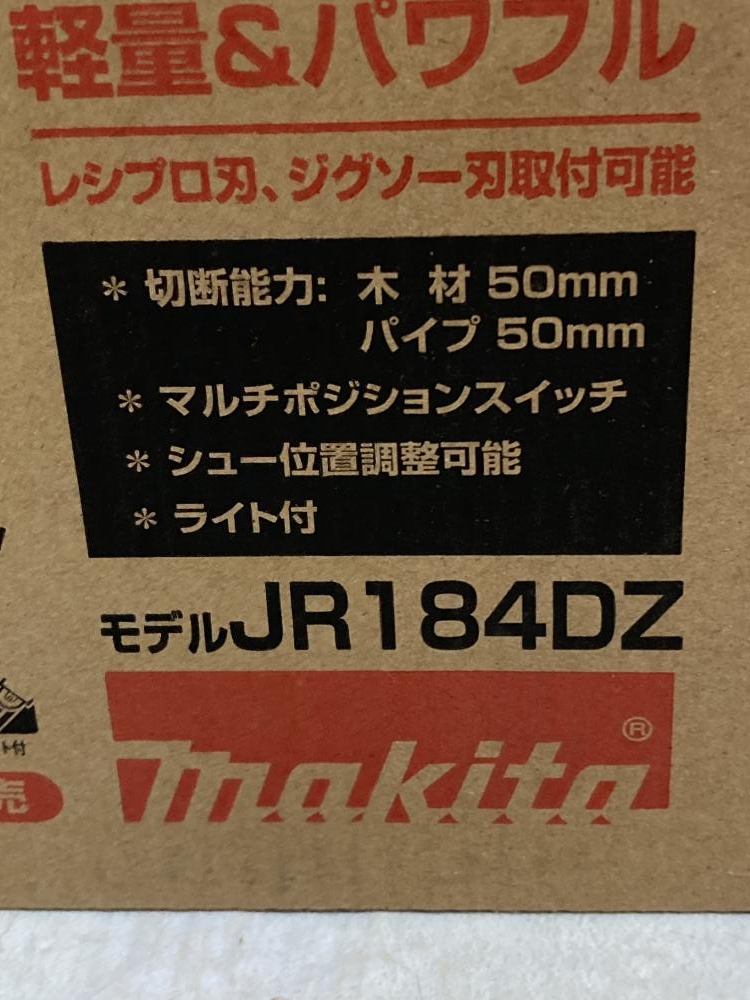 軽量&パワフル
レシプロ刃、ジグソー刃取付可能
* 切断能力: 木 材 50mm
パイプ 50mm
* マルチポジションスイッチ
* シュー位置調整可能
* ライト付
モデルJR184DZ
ト付
売
makita®